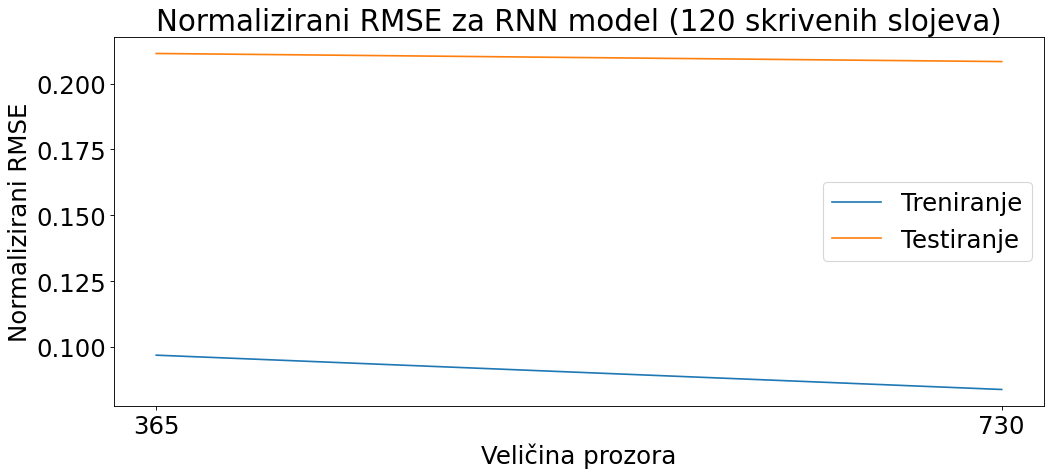 Normalizirani RMSE za RNN model (120 skrivenih slojeva)
Normalizirani RMSE
0.200
0.175
0.150
0.125
0.100
Treniranje
Testiranje
365
730
Veličina prozora